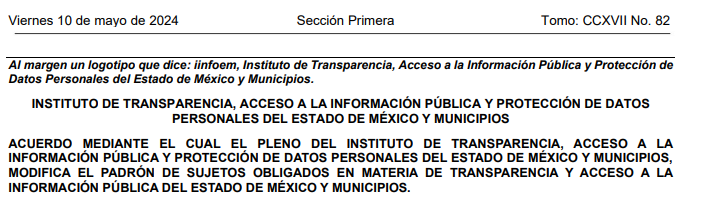 Viernes 10 de mayo de 2024 Sección Primera Tomo: CCXVII No. 82
Al margen un logotipo que dice: iinfoem, Instituto de Transparencia, Acceso a la Información Pública y Protección de
Datos Personales del Estado de México y Municipios.
INSTITUTO DE TRANSPARENCIA, ACCESO A LA INFORMACIÓN PÚBLICA Y PROTECCIÓN DE DATOS
PERSONALES DEL ESTADO DE MÉXICO Y MUNICIPIOS
ACUERDO MEDIANTE EL CUAL EL PLENO DEL INSTITUTO DE TRANSPARENCIA, ACCESO A LA
INFORMACIÓN PÚBLICA Y PROTECCIÓN DE DATOS PERSONALES DEL ESTADO DE MÉXICO Y MUNICIPIOS,
MODIFICA EL PADRÓN DE SUJETOS OBLIGADOS EN MATERIA DE TRANSPARENCIA Y ACCESO A LA
INFORMACIÓN PÚBLICA DEL ESTADO DE MÉXICO Y MUNICIPIOS.